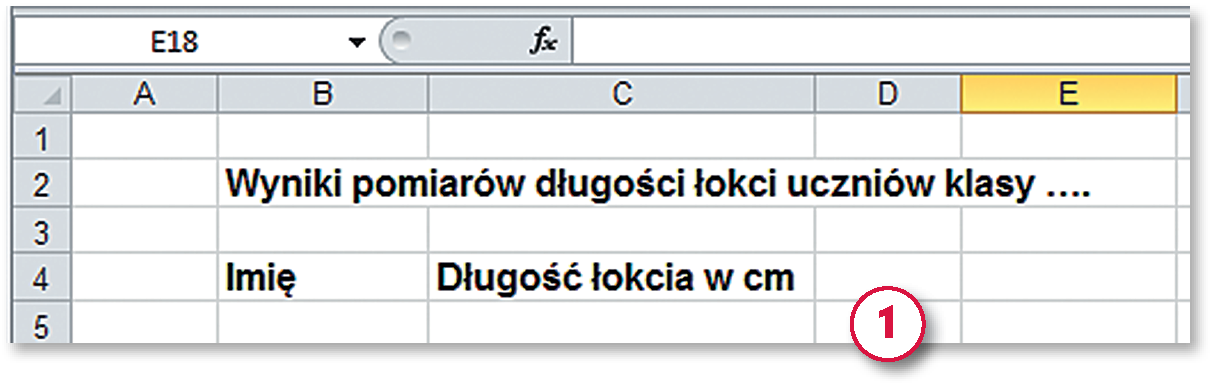 E18 fx
A B C D E
1
2 Wyniki pomiarów długości łokci uczniów klasy ....
3
4 Imię Długość łokcia w cm
5
1